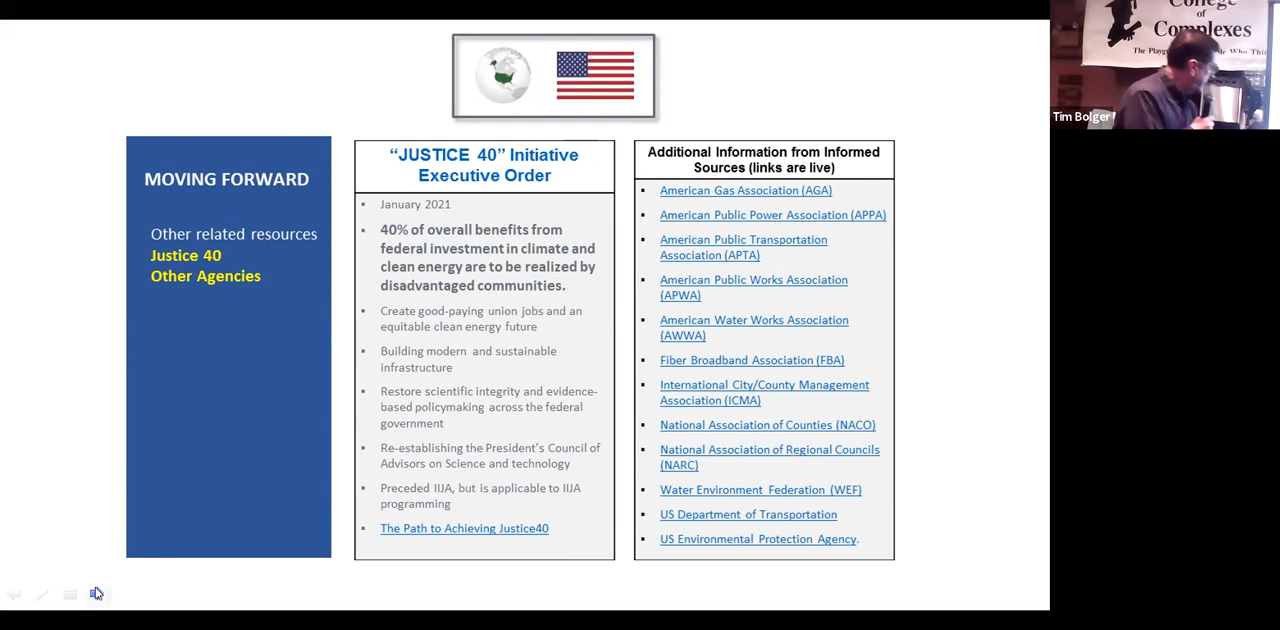 MOVING FORWARD
Other related resources
Justice 40
Other Agencies
“JUSTICE 40” Initiative
Executive Order
▪ January 2021
▪ 40% of overall benefits from
federal investment in climate and
clean energy are to be realized by
disadvantaged communities.
▪ Create good-paying union jobs and an
equitable clean energy future
▪ Building modern and sustainable
infrastructure
▪ Restore scientific integrity and evidence-
based policymaking across the federal
government
▪ Re-establishing the President’s Council of
Advisors on Science and technology
▪ Preceded IIJA, but is applicable to IIJA
programming
▪ The Path to Achieving Justice40
Additional Information from Informed
Sources (links are live)
▪ American Gas Association (AGA)
▪ American Public Power Association (APPA)
▪ American Public Transportation
Association (APTA)
▪ American Public Works Association
(APWA)
▪ American Water Works Association
(AWWA)
▪ Fiber Broadband Association (FBA)
▪ International City/County Management
Association (ICMA)
▪ National Association of Counties (NACO)
▪ National Association of Regional Councils
(NARC)
▪ Water Environment Federation (WEF)
▪ US Department of Transportation
▪ US Environmental Protection Agency.
College
of
Complexes
The Who
Tim Bolger